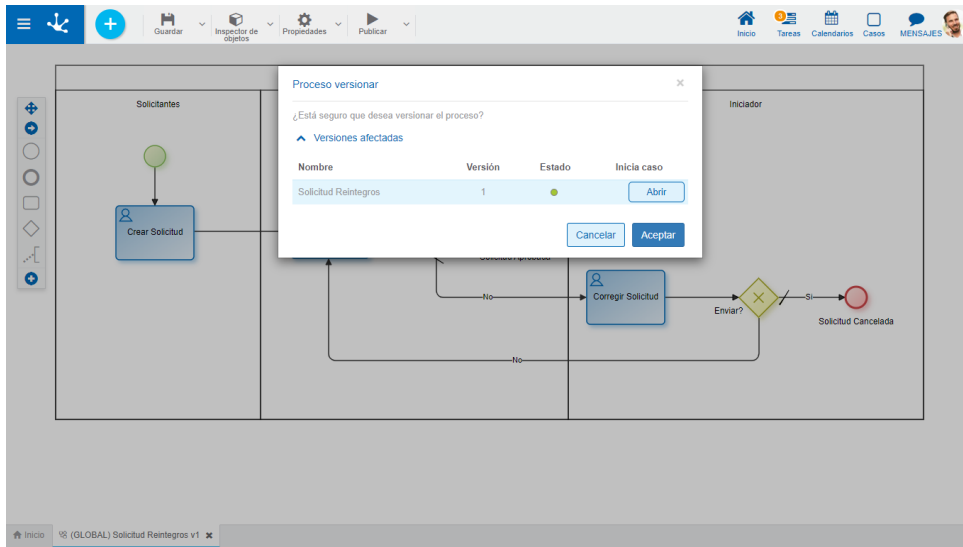 Guardar
Inspector de
objetos
Propiedades
Publicar
Inicio
3
Tareas
Calendarios
Casos
MENSAJES
Proceso versionar
¿Está seguro que desea versionar el proceso?
Versiones afectadas
Nombre Versión Estado Inicia caso
Solicitud Reintegros 1 Abrir
Cancelar Aceptar
Solicitantes
Iniciador
Crear Solicitud
Solicitud Aprobada
No
Corregir Solicitud
Enviar?
Si
Solicitud Cancelada
No
Inicio
(GLOBAL) Solicitud Reintegros v1